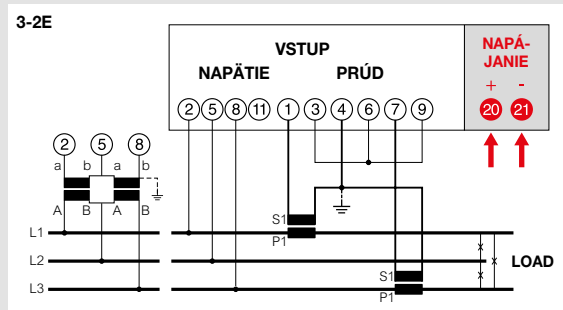 3-2E
VSTUP
NAPÄTIE PRÚD
NAPÁ-
JANIE
+ -
2 5 8 11 1 3 4 6 7 9 20 21
2 5 8
a b a b
A B A B
S1
P1
L1
L2
L3
S1
P1
LOAD